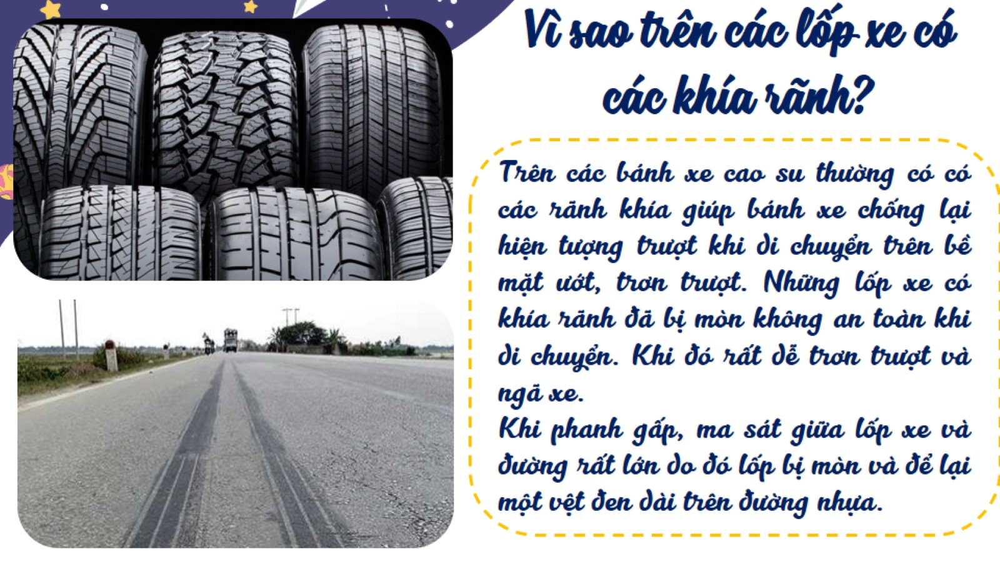 Vì sao trên các lốp xe có
các khía rãnh?
Trên các bánh xe cao su thường có có
các rãnh khía giúp bánh xe chống lại
hiện tượng trượt khi di chuyển trên bề
mặt ướt, trơn trượt. Những lốp xe có
khía rãnh đã bị mòn không an toàn khi
di chuyển. Khi đó rất dễ trơn trượt và
ngã xe.
Khi phanh gấp, ma sát giữa lốp xe và
đường rất lớn do đó lốp bị mòn và để lại
một vệt đen dài trên đường nhựa.